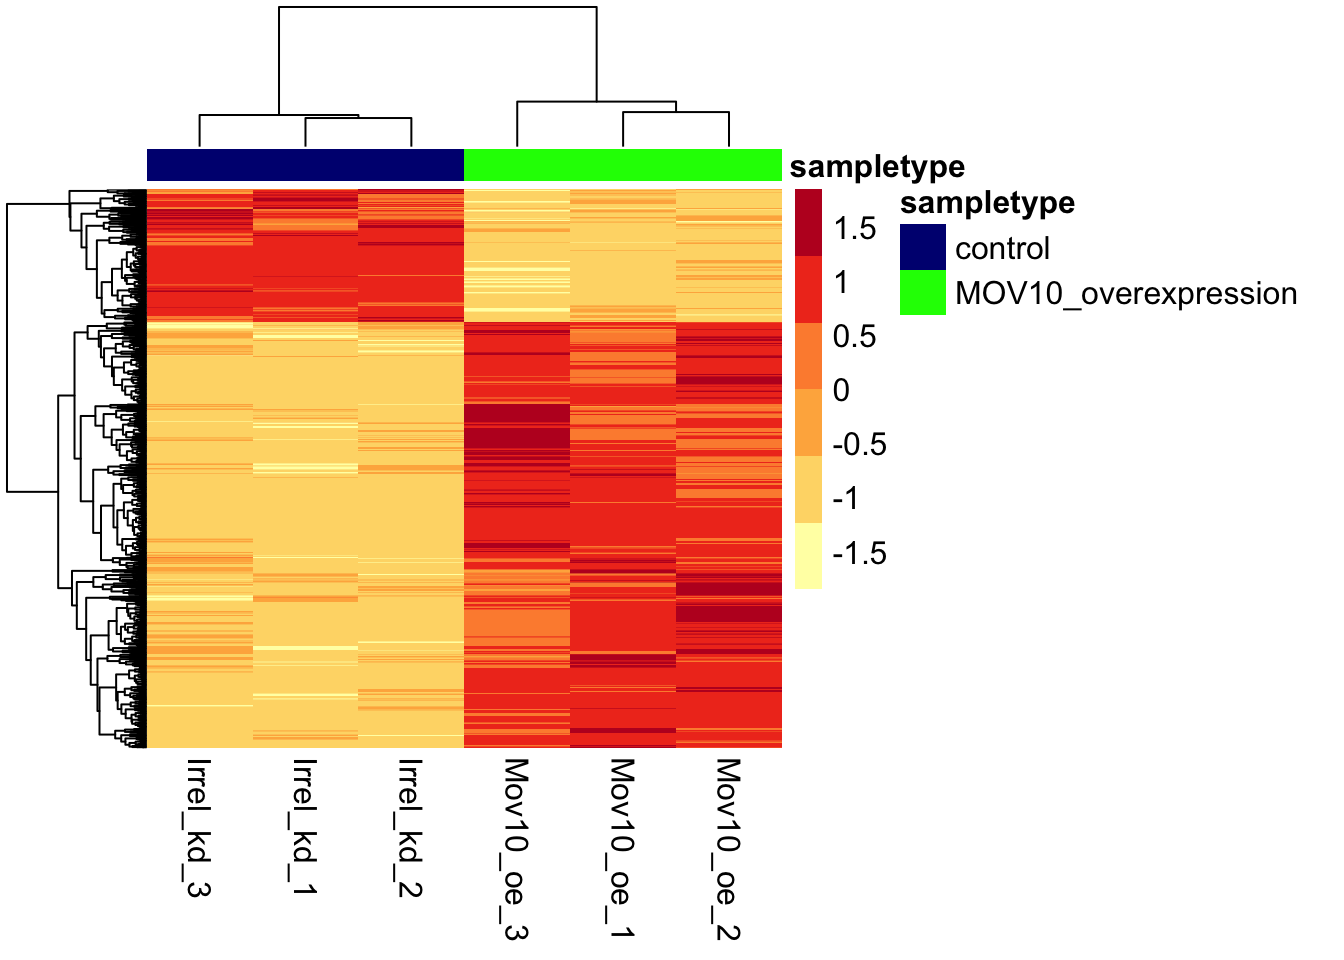 sampletype
sampletype
control
MOV10_overexpression
1.5
1
0.5
0
-0.5
-1
-1.5
Irrel_kd_3
Irrel_kd_1
Irrel_kd_2
Mov10_oe_3
Mov10_oe_1
Mov10_oe_2